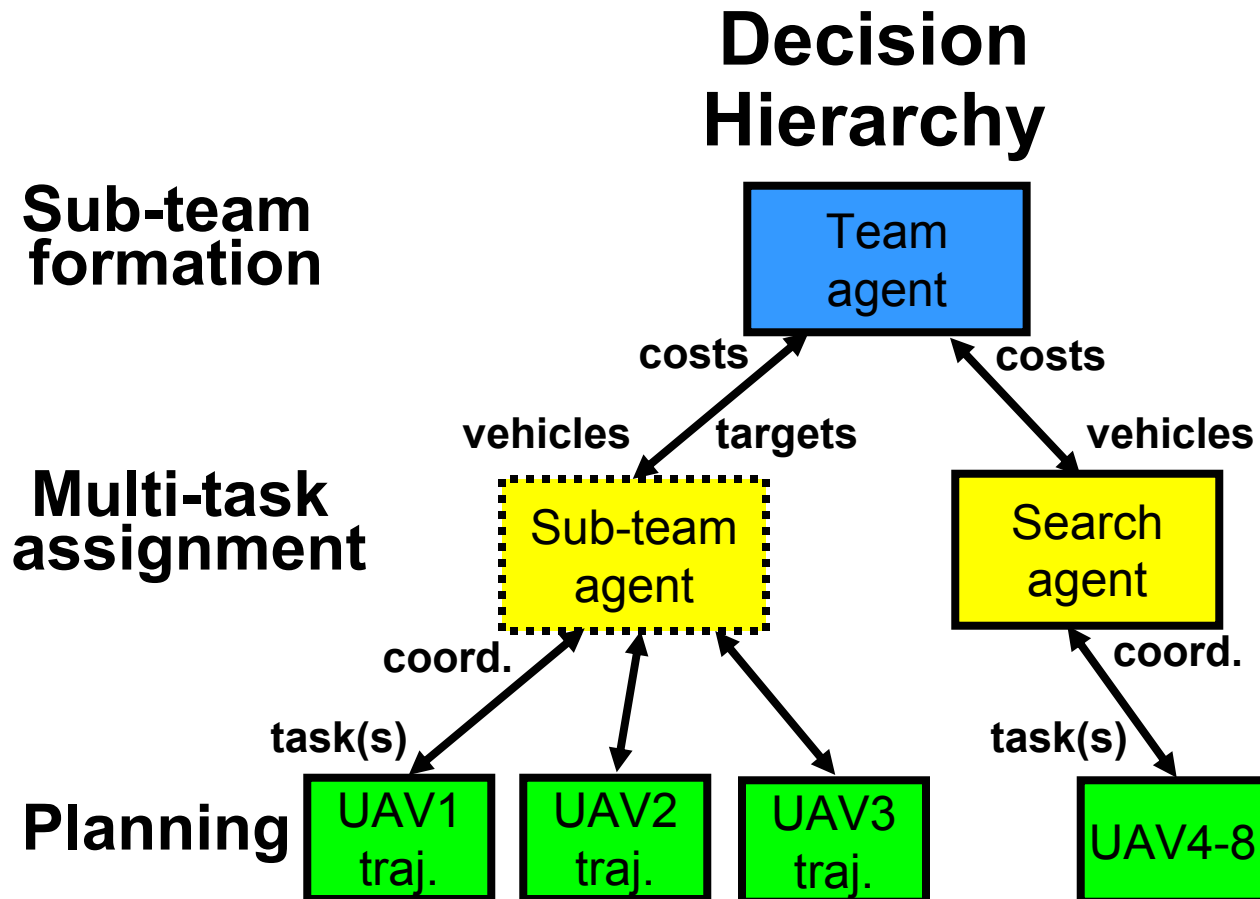 Decision
Hierarchy
Sub-team
formation
Team
agent
costs
costs
vehicles
targets
vehicles
Multi-task
assignment
Sub-team
agent
Search
agent
coord.
coord.
task(s)
task(s)
Planning
UAV1
traj.
UAV2
traj.
UAV3
traj.
UAV4-8